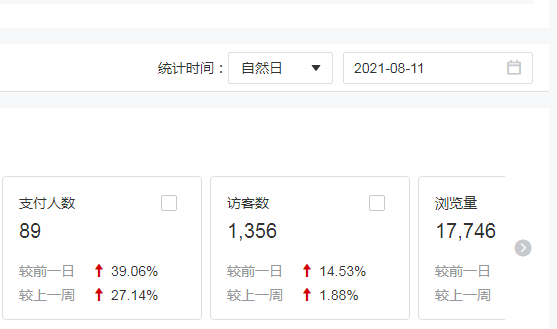 统计时间： 自然日 2021-08-11
支付人数 访客数 浏览量
89 1,356 17,746
较前一日 39.06% 较前一日 14.53% 较前一日
较上一周 27.14% 较上一周 1.88% 较上一周